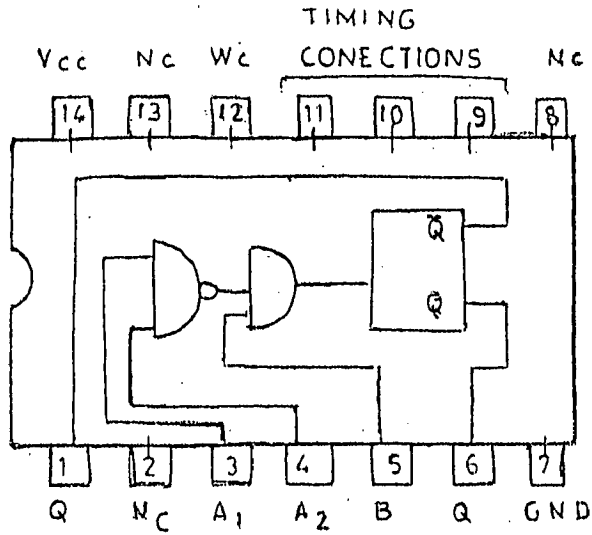 TIMING
Vcc Nc Wc CONECTIONS Nc
14 13 12 11 10 9 8
Q̄
Q̄
1 2 3 4 5 6 7
Q NC A1 A2 B Q GND